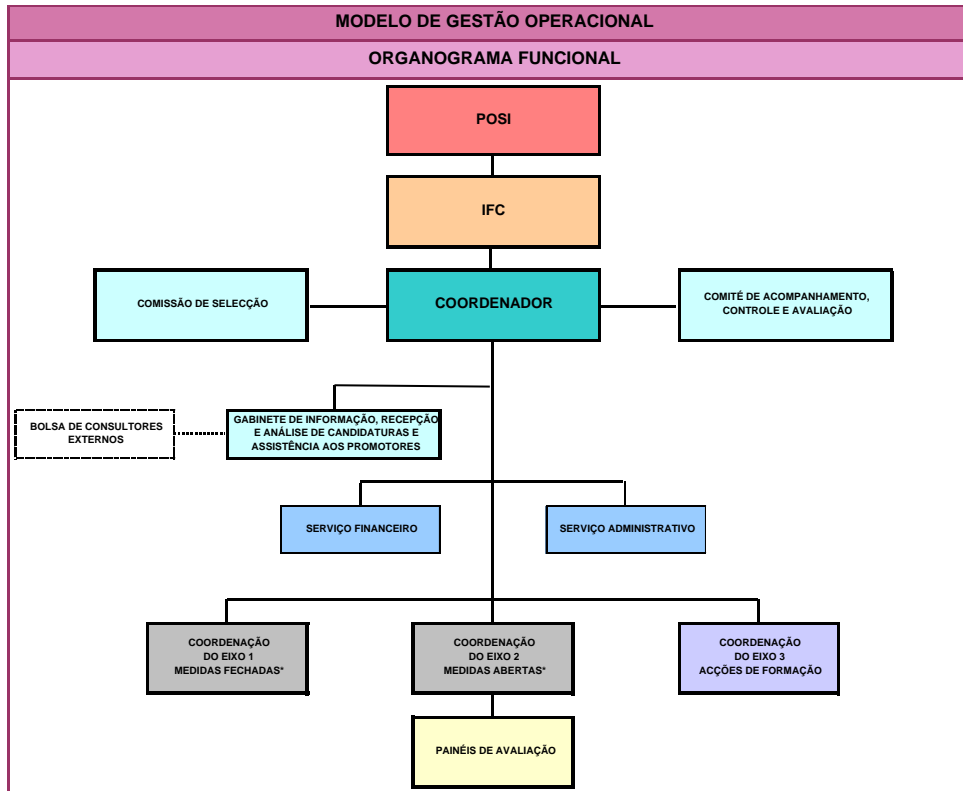 MODELO DE GESTÃO OPERACIONAL
ORGANOGRAMA FUNCIONAL
POSI
IFC
COMISSÃO DE SELECÇÃO
COORDENADOR
COMITÉ DE ACOMPANHAMENTO,
CONTROLE E AVALIAÇÃO
BOLSA DE CONSULTORES
EXTERNOS
GABINETE DE INFORMAÇÃO, RECEPÇÃO
E ANÁLISE DE CANDIDATURAS E
ASSISTÊNCIA AOS PROMOTORES
SERVIÇO FINANCEIRO
SERVIÇO ADMINISTRATIVO
COORDENAÇÃO
DO EIXO 1
MEDIDAS FECHADAS*
COORDENAÇÃO
DO EIXO 2
MEDIDAS ABERTAS*
COORDENAÇÃO
DO EIXO 3
ACÇÕES DE FORMAÇÃO
PAINÉIS DE AVALIAÇÃO